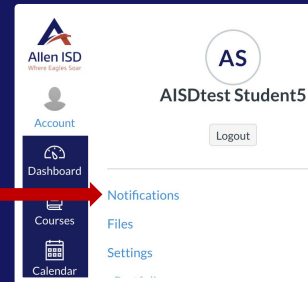 Allen ISD
Where Eagles Soar
Account
Dashboard
Courses
Calendar
AS
AISDtest Student5
Logout
Notifications
Files
Settings